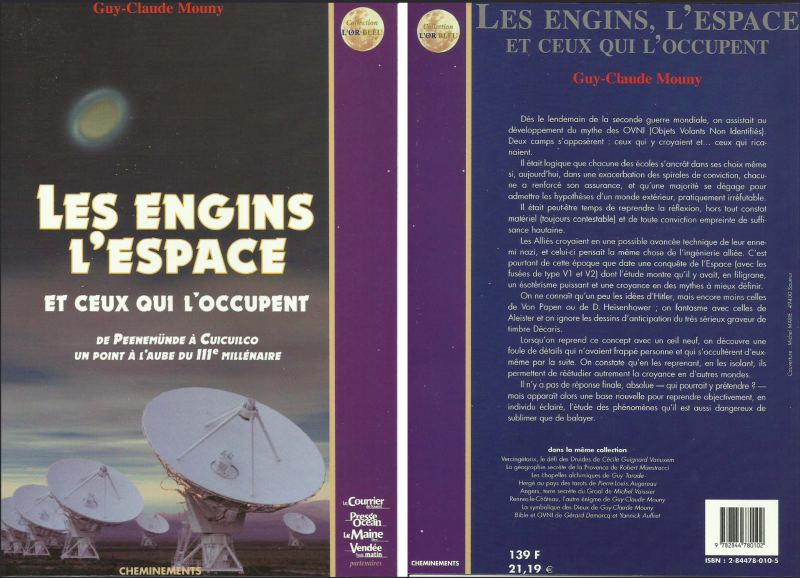 Guy-Claude Mouny
Collection
L'OR BLEU
LES ENGINS
L'ESPACE
ET CEUX QUI L'OCCUPENT
DE PEENEMÜNDE À CUICUILCO
UN POINT À L'AUBE DU IIIe MILLÉNAIRE
Le Courrier
Presse
Océan
Le Maine
Vendée
matin
partenaires
CHEMINEMENTS
Collection
L'OR BLEU
LES ENGINS, L'ESPACE
ET CEUX QUI L'OCCUPENT
Guy-Claude Mouny
Dès le lendemain de la seconde guerre mondiale, on assistait au
développement du mythe des OVNI (Objets Volants Non Identifiés).
Deux camps s'opposèrent : ceux qui y croyaient et... ceux qui rica-
naient.
Il était logique que chacune des écoles s'ancrât dans ses choix même
si, aujourd'hui, dans une exacerbation des spirales de conviction, chacu-
ne a renforcé son assurance, et qu'une majorité se dégage pour
admettre les hypothèses d'un monde extérieur, pratiquement irréfutable.
Il était peut-être temps de reprendre la réflexion, hors tout constat
matériel (toujours contestable) et de toute conviction empreinte de suffi-
sance hautaine.
Les Alliés croyaient en une possible avancée technique de leur enne-
mi nazi, et celui-ci pensait la même chose de l'ingénierie alliée. C'est
pourtant de cette époque que date une conquête de l'Espace (avec les
fusées de type V1 et V2) dont l'étude montre qu'il y avait, en filigrane,
un ésotérisme puissant et une croyance en des mythes à mieux définir.
On ne connaît qu'un peu les idées d'Hitler, mais encore moins celles
de Von Papen ou de D. Heisenhower ; on fantasme avec celles de
Aleister et on ignore les dessins d'anticipation du très sérieux graveur de
timbre Décaris.
Lorsqu'on reprend ce concept avec un œil neuf, on découvre une
foule de détails qui n'avaient frappé personne et qui s'occultèrent d'eux-
même par la suite. On constate qu'en les reprenant, en les isolant, ils
permettent de réétudier autrement la croyance en d'autres mondes.
Il n'y à pas de réponse finale, absolue — qui pourrait y prétendre ? —
mais apparaît alors une base nouvelle pour reprendre objectivement, en
individu éclairé, l'étude des phénomènes qu'il est aussi dangereux de
sublimer que de balayer.
dans la même collection
Vercingétorix, le défi des Druides de Cécile Guignard Vanuxem
La géographie secrète de la Provence de Robert Maestracci
Les chapelles alchimiques de Guy Tarade
Hergé au pays des tarots de Pierre Louis Augereau
Angers, terre secrète du Graal de Michel Vaissier
Rennes-le-Château, l'autre énigme de Guy-Claude Mouny
La symbolique des Dieux de Guy-Claude Mouny
Bible et OVNI de Gérard Demarcq et Yannick Auffret
CHEMINEMENTS
139 F
21,19 €
9 782844 780102
ISBN : 2-84478-010-5
Couverture : Michel MARIE - 49400 Saumur